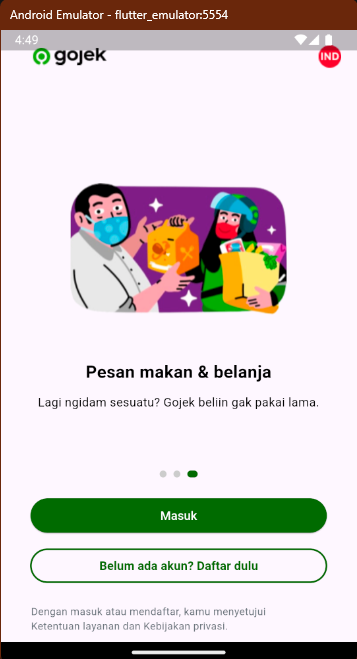 Android Emulator - flutter_emulator:5554
4:49
gojek
IND
Pesan makan & belanja
Lagi ngidam sesuatu? Gojek beliin gak pakai lama.
Masuk
Belum ada akun? Daftar dulu
Dengan masuk atau mendaftar, kamu menyetujui
Ketentuan layanan dan Kebijakan privasi.